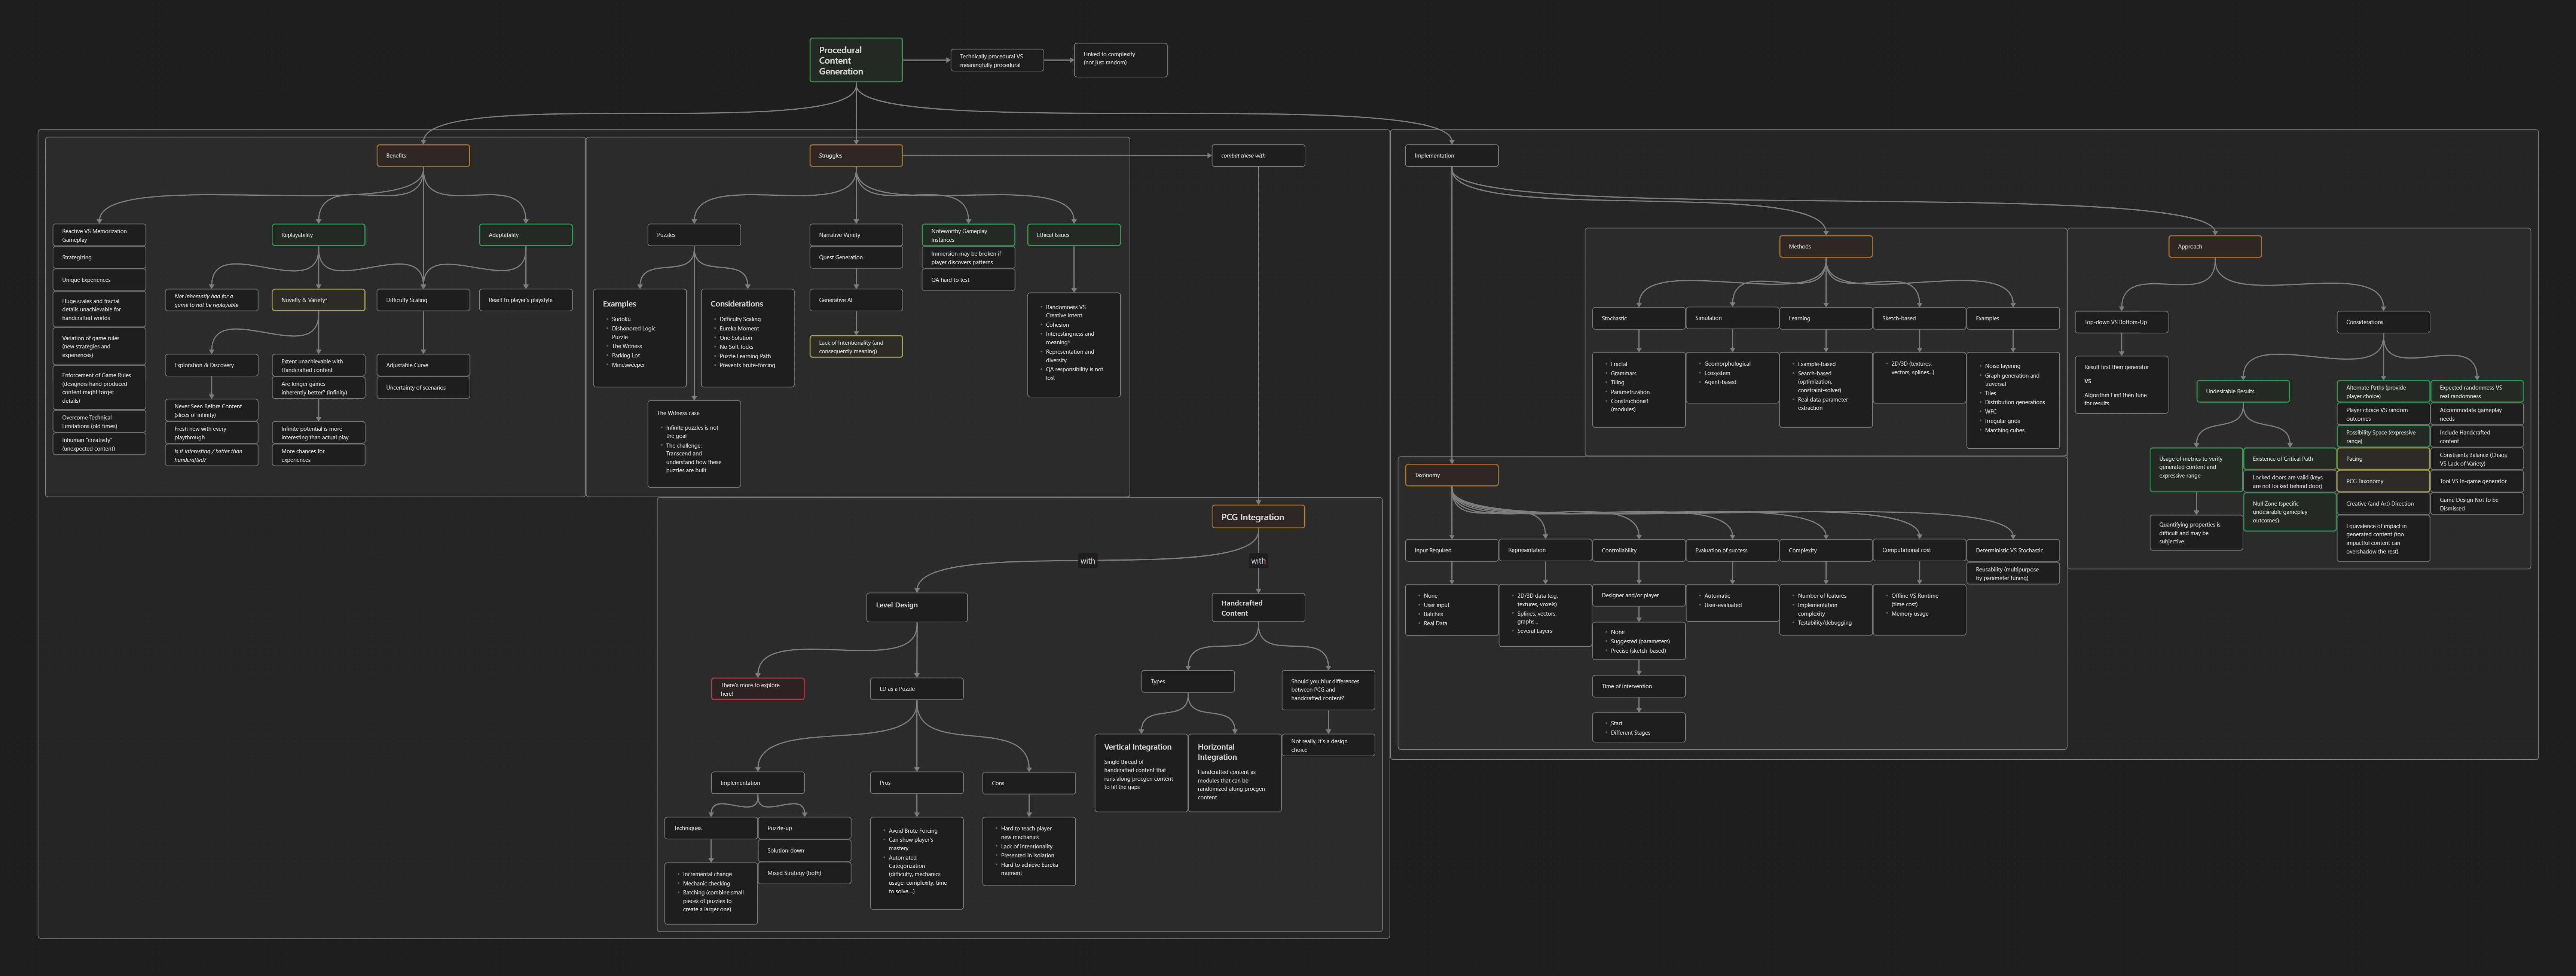 Procedural
Content
Generation
Technically procedural VS
meaningfully procedural
Linked to complexity
(not just random)
Benefits
Reactive VS Memorization
Gameplay
Strategizing
Unique Experiences
Huge scales and fractal
details unachievable for
handcrafted worlds
Variation of game rules
(new strategies and
experiences)
Enforcement of Game Rules
(designers hand produced
content might forget
details)
Overcome Technical
Limitations (old times)
Inhuman "creativity"
(unexpected content)
Replayability
Not inherently bad for a
game to not be replayable
Novelty & Variety*
Exploration & Discovery
Never Seen Before Content
(slices of infinity)
Fresh new with every
playthrough
Is it interesting / better than
handcrafted?
Extent unachievable with
Handcrafted content
Are longer games
inherently better? (Infinity)
Infinite potential is more
interesting than actual play
More chances for
experiences
Difficulty Scaling
Adjustable Curve
Uncertainty of scenarios
Adaptability
React to player's playstyle
Struggles
Puzzles
Examples
Sudoku
Dishonored Logic
Puzzle
The Witness
Parking Lot
Minesweeper
Considerations
Difficulty Scaling
Eureka Moment
One Solution
No Soft-locks
Puzzle Learning Path
Prevents brute-forcing
The Witness case
Infinite puzzles is not
the goal
The challenge:
Transcend and
understand how these
puzzles are built
Narrative Variety
Quest Generation
Generative AI
Lack of Intentionality (and
consequently meaning)
Noteworthy Gameplay
Instances
Immersion may be broken if
player discovers patterns
QA hard to test
Ethical Issues
Randomness VS
Creative Intent
Cohesion
Interestingness and
meaning*
Representation and
diversity
QA responsibility is not
lost
combat these with
PCG Integration
with
with
Level Design
There's more to explore
here!
LD as a Puzzle
Implementation
Techniques
Incremental change
Mechanic checking
Batching (combine small
pieces of puzzles to
create a larger one)
Puzzle-up
Solution-down
Mixed Strategy (both)
Pros
Avoid Brute Forcing
Can show player's
mastery
Automated
Categorization
(difficulty, mechanics
usage, complexity, time
to solve...)
Cons
Hard to teach player
new mechanics
Lack of intentionality
Presented in isolation
Hard to achieve Eureka
moment
Handcrafted
Content
Types
Vertical Integration
Single thread of
handcrafted content that
runs along procgen content
to fill the gaps
Horizontal
Integration
Handcrafted content as
modules that can be
randomized along procgen
content
Should you blur differences
between PCG and
handcrafted content?
Not really, it's a design
choice
Implementation
Methods
Stochastic
Fractal
Grammars
Tiling
Parametrization
Constructionist
(modules)
Simulation
Geomorphological
Ecosystem
Agent-based
Learning
Example-based
Search-based
(optimization,
constraint-solver)
Real data parameter
extraction
Sketch-based
2D/3D (textures,
vectors, splines...)
Examples
Noise layering
Graph generation and
traversal
Tiles
Distribution generations
WFC
Irregular grids
Marching cubes
Taxonomy
Input Required
None
User input
Batches
Real Data
Representation
2D/3D data (e.g.
textures, voxels)
Splines, vectors,
graphs...
Several Layers
Controllability
Designer and/or player
None
Suggested (parameters)
Precise (sketch-based)
Time of intervention
Start
Different Stages
Evaluation of success
Automatic
User-evaluated
Complexity
Number of features
Implementation
complexity
Testability/debugging
Computational cost
Offline VS Runtime
(time cost)
Memory usage
Deterministic VS Stochastic
Reusability (multipurpose
by parameter tuning)
Approach
Top-down VS Bottom-Up
Result first then generator
VS
Algorithm First then tune
for results
Considerations
Undesirable Results
Usage of metrics to verify
generated content and
expressive range
Quantifying properties is
difficult and may be
subjective
Existence of Critical Path
Locked doors are valid (keys
are not locked behind door)
Null Zone (specific
undesirable gameplay
outcomes)
Alternate Paths (provide
player choice)
Player choice VS random
outcomes
Possibility Space (expressive
range)
Pacing
PCG Taxonomy
Creative (and Art) Direction
Equivalence of impact in
generated content (too
impactful content can
overshadow the rest)
Expected randomness VS
real randomness
Accommodate gameplay
needs
Include Handcrafted
content
Constraints Balance (Chaos
VS Lack of Variety)
Tool VS In-game generator
Game Design Not to be
Dismissed